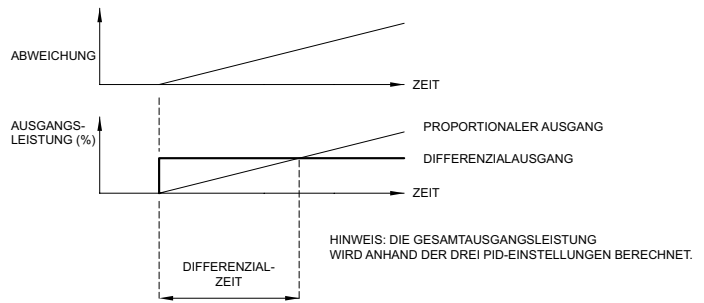 ABWEICHUNG
ZEIT
AUSGANGS-
LEISTUNG (%)
PROPORTIONALER AUSGANG
DIFFERENZIALAUSGANG
ZEIT
HINWEIS: DIE GESAMTAUSGANGSLEISTUNG
WIRD ANHAND DER DREI PID-EINSTELLUNGEN BERECHNET.
DIFFERENZIAL-
ZEIT